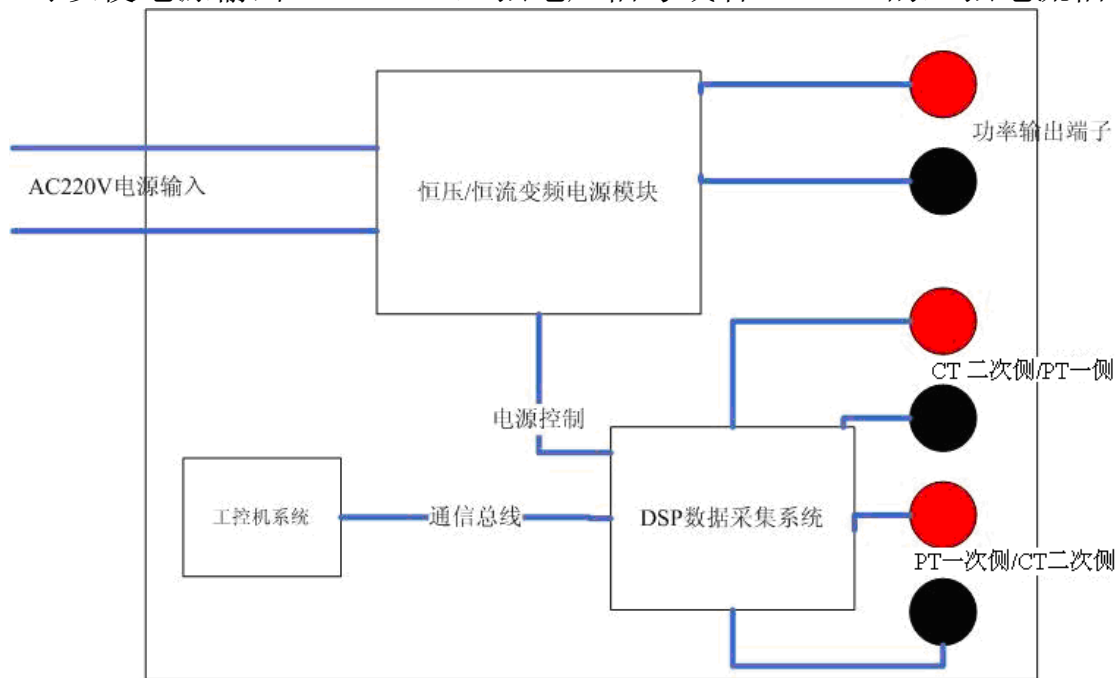 功率输出端子
AC220V电源输入
恒压/恒流变频电源模块
CT 二次侧/PT一侧
电源控制
工控机系统
通信总线
DSP数据采集系统
PT一次侧/CT二次侧